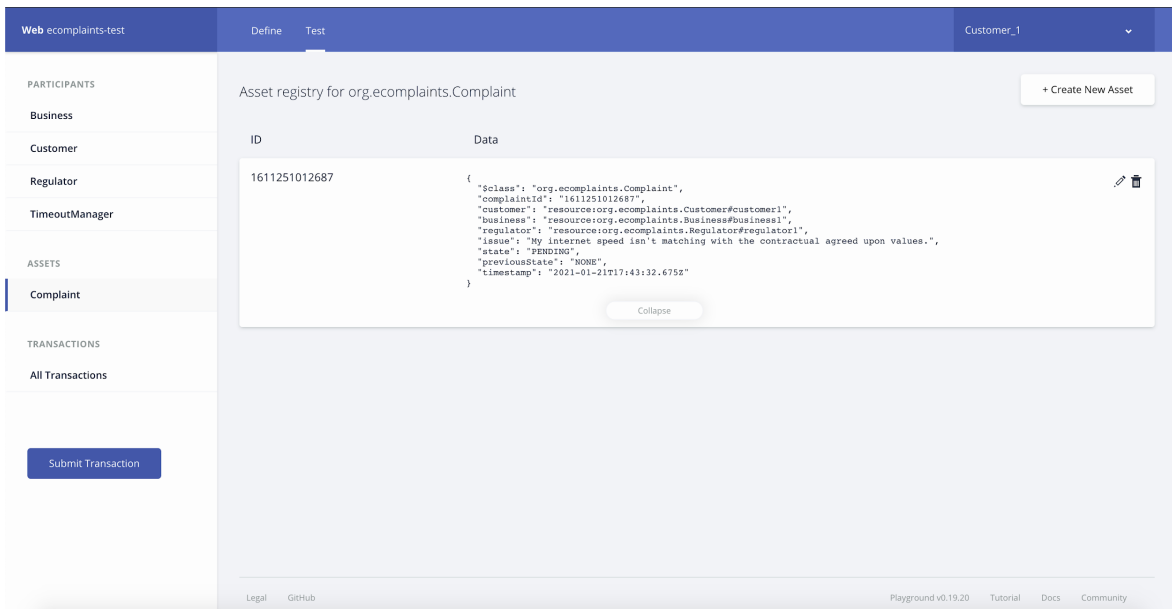 Web ecomplaints-test
Define Test
Customer_1
PARTICIPANTS
Business
Customer
Regulator
TimeoutManager
ASSETS
Complaint
TRANSACTIONS
All Transactions
Submit Transaction
Asset registry for org.ecomplaints.Complaint
+ Create New Asset
ID Data
1611251012687
{
"$class": "org.ecomplaints.Complaint",
"complaintId": "1611251012687",
"customer": "resource:org.ecomplaints.Customer#customer1",
"business": "resource:org.ecomplaints.Business#business1",
"regulator": "resource:org.ecomplaints.Regulator#regulator1",
"issue": "My internet speed isn't matching with the contractual agreed upon values.",
"state": "PENDING",
"previousState": "NONE",
"timestamp": "2021-01-21T17:43:32.675Z"
}
Collapse
Legal GitHub
Playground v0.19.20 Tutorial Docs Community